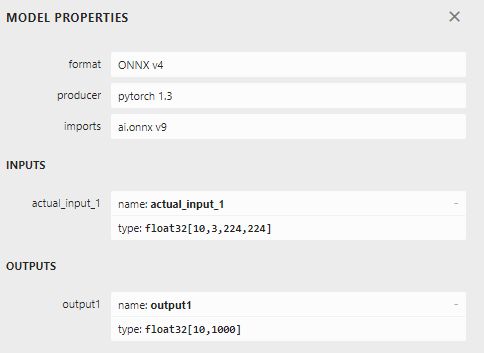 MODEL PROPERTIES
format ONNX v4
producer pytorch 1.3
imports ai.onnx v9
INPUTS
actual_input_1 name: actual_input_1 -
type: float32[10,3,224,224]
OUTPUTS
output1 name: output1 -
type: float32[10,1000]